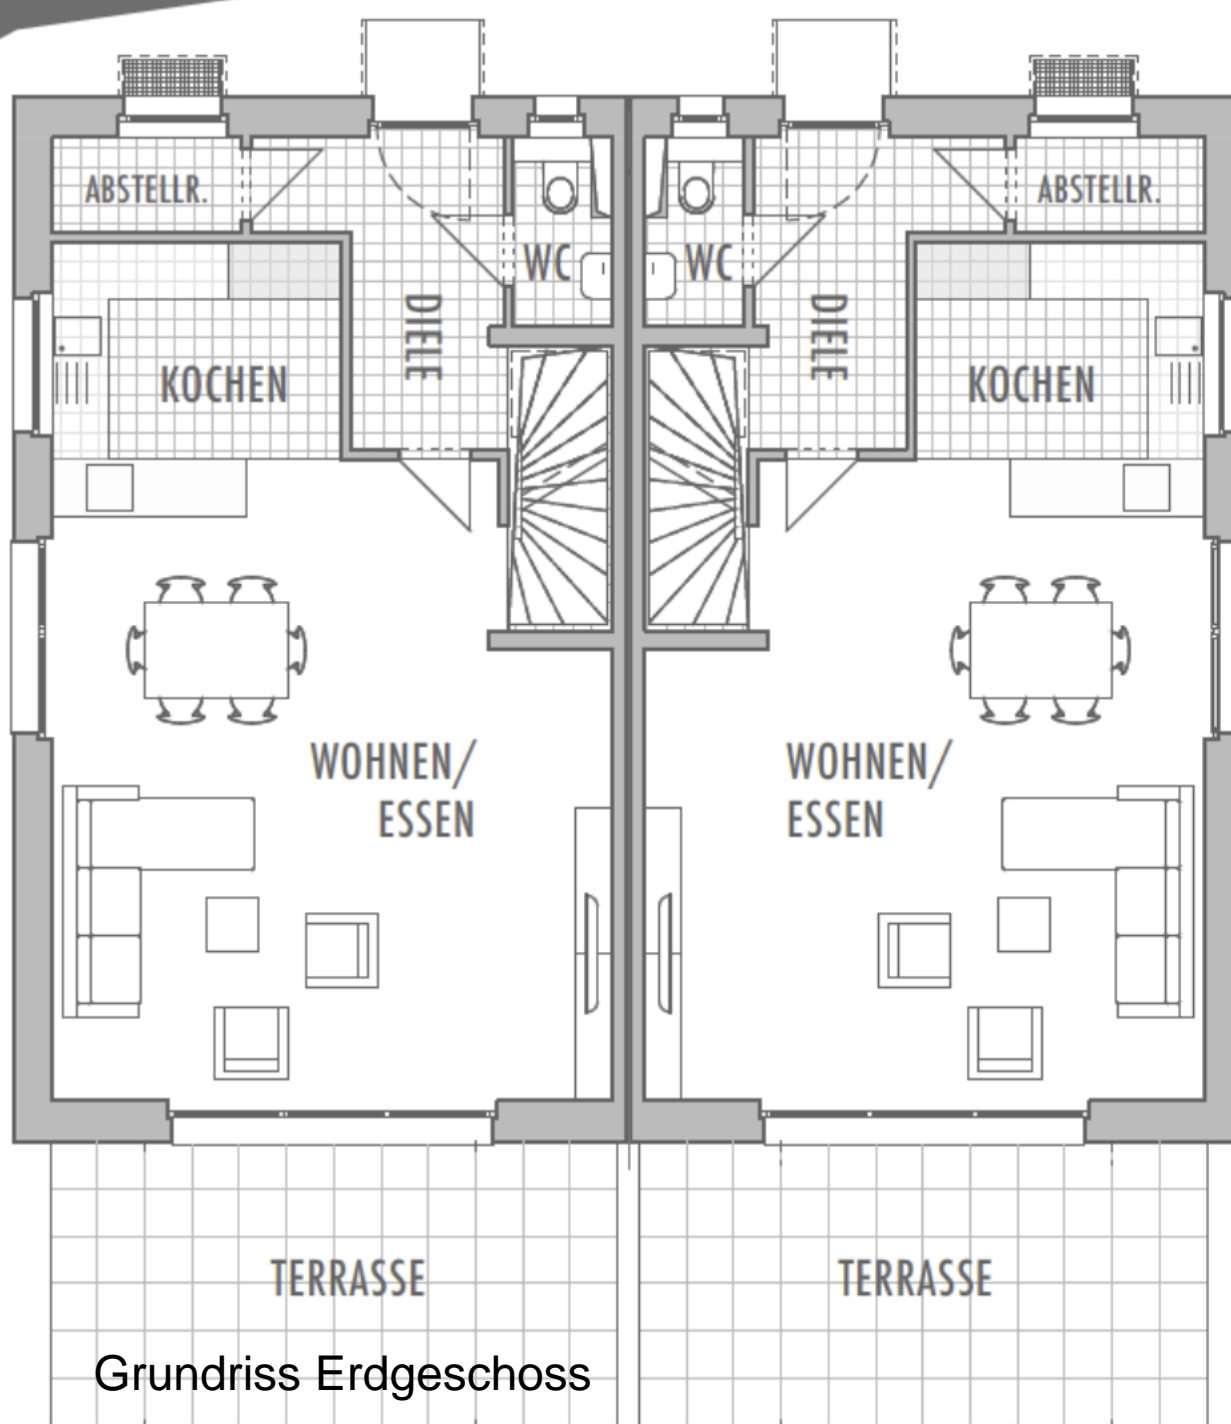 ABSTELLR.
ABSTELLR.
WC
WC
DIELE
DIELE
KOCHEN
KOCHEN
WOHNEN/
ESSEN
WOHNEN/
ESSEN
TERRASSE
TERRASSE
Grundriss Erdgeschoss